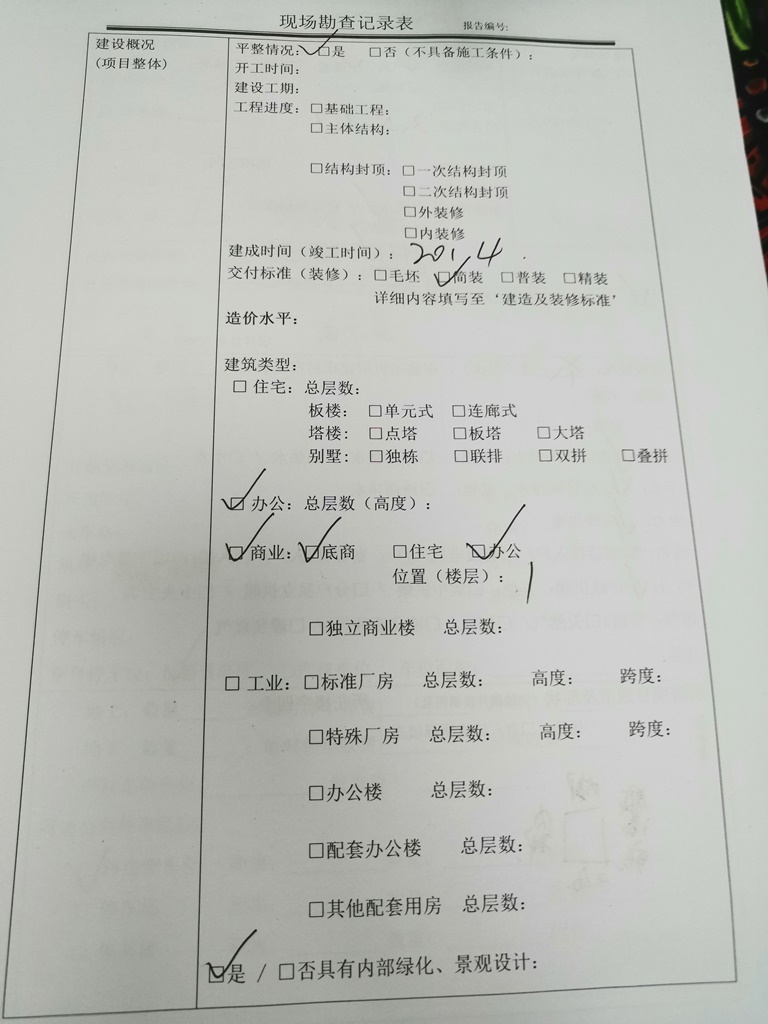 现场勘查记录表 报告编号:
建设概况
(项目整体)
平整情况: ☑是 □否（不具备施工条件）:
开工时间:
建设工期:
工程进度: □基础工程:
□主体结构:
□结构封顶: □一次结构封顶
□二次结构封顶
□外装修
□内装修
建成时间（竣工时间）: 2014.
交付标准（装修）: □毛坯 ☑简装 □普装 □精装
详细内容填写至‘建造及装修标准’
造价水平:
建筑类型:
□ 住宅: 总层数:
板楼: □单元式 □连廊式
塔楼: □点塔 □板塔 □大塔
别墅: □独栋 □联排 □双拼 □叠拼
☑ 办公: 总层数（高度）:
☑ 商业: ☑底商 □住宅 ☑办公
位置（楼层）: 1
□独立商业楼 总层数:
□ 工业: □标准厂房 总层数: 高度: 跨度:
□特殊厂房 总层数: 高度: 跨度:
□办公楼 总层数:
□配套办公楼 总层数:
□其他配套用房 总层数:
☑是 / □否具有内部绿化、景观设计: